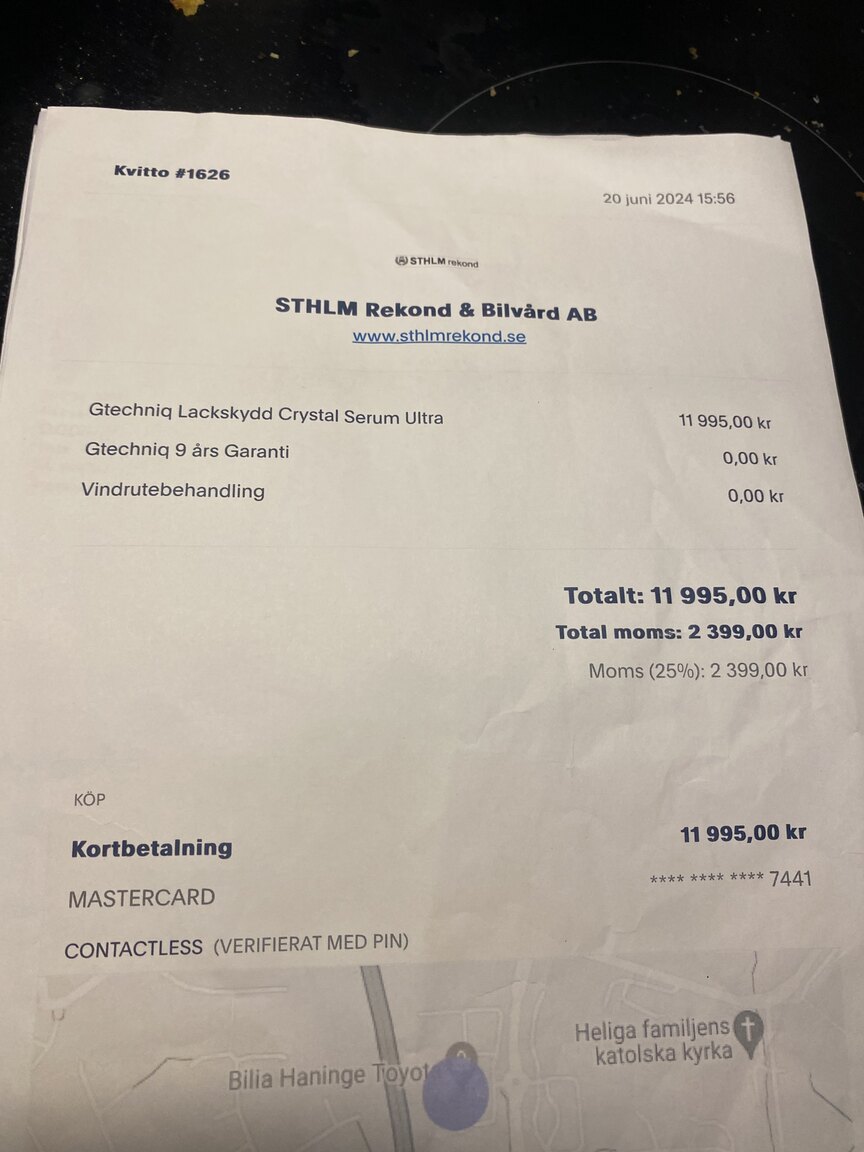 Kvitto #1626
20 juni 2024 15:56
STHLM rekond
STHLM Rekond & Bilvård AB
www.sthlmrekond.se
Gtechniq Lackskydd Crystal Serum Ultra 11 995,00 kr
Gtechniq 9 års Garanti 0,00 kr
Vindrutebehandling 0,00 kr
Totalt: 11 995,00 kr
Total moms: 2 399,00 kr
Moms (25%): 2 399,00 kr
KÖP
Kortbetalning 11 995,00 kr
MASTERCARD **** **** **** 7441
CONTACTLESS (VERIFIERAT MED PIN)
Heliga familjens
katolska kyrka
Bilia Haninge Toyot